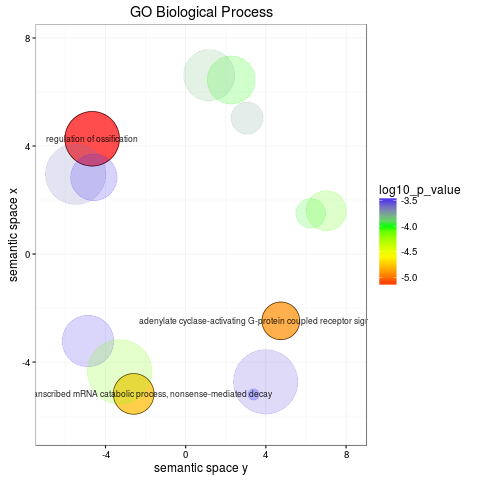 GO Biological Process
8
4
0
-4
semantic space x
regulation of ossification
adenylate cyclase-activating G-protein coupled receptor sigr
anscribed mRNA catabolic process, nonsense-mediated decay
-4
0
4
8
semantic space y
log10_p_value
-3.5
-4.0
-4.5
-5.0